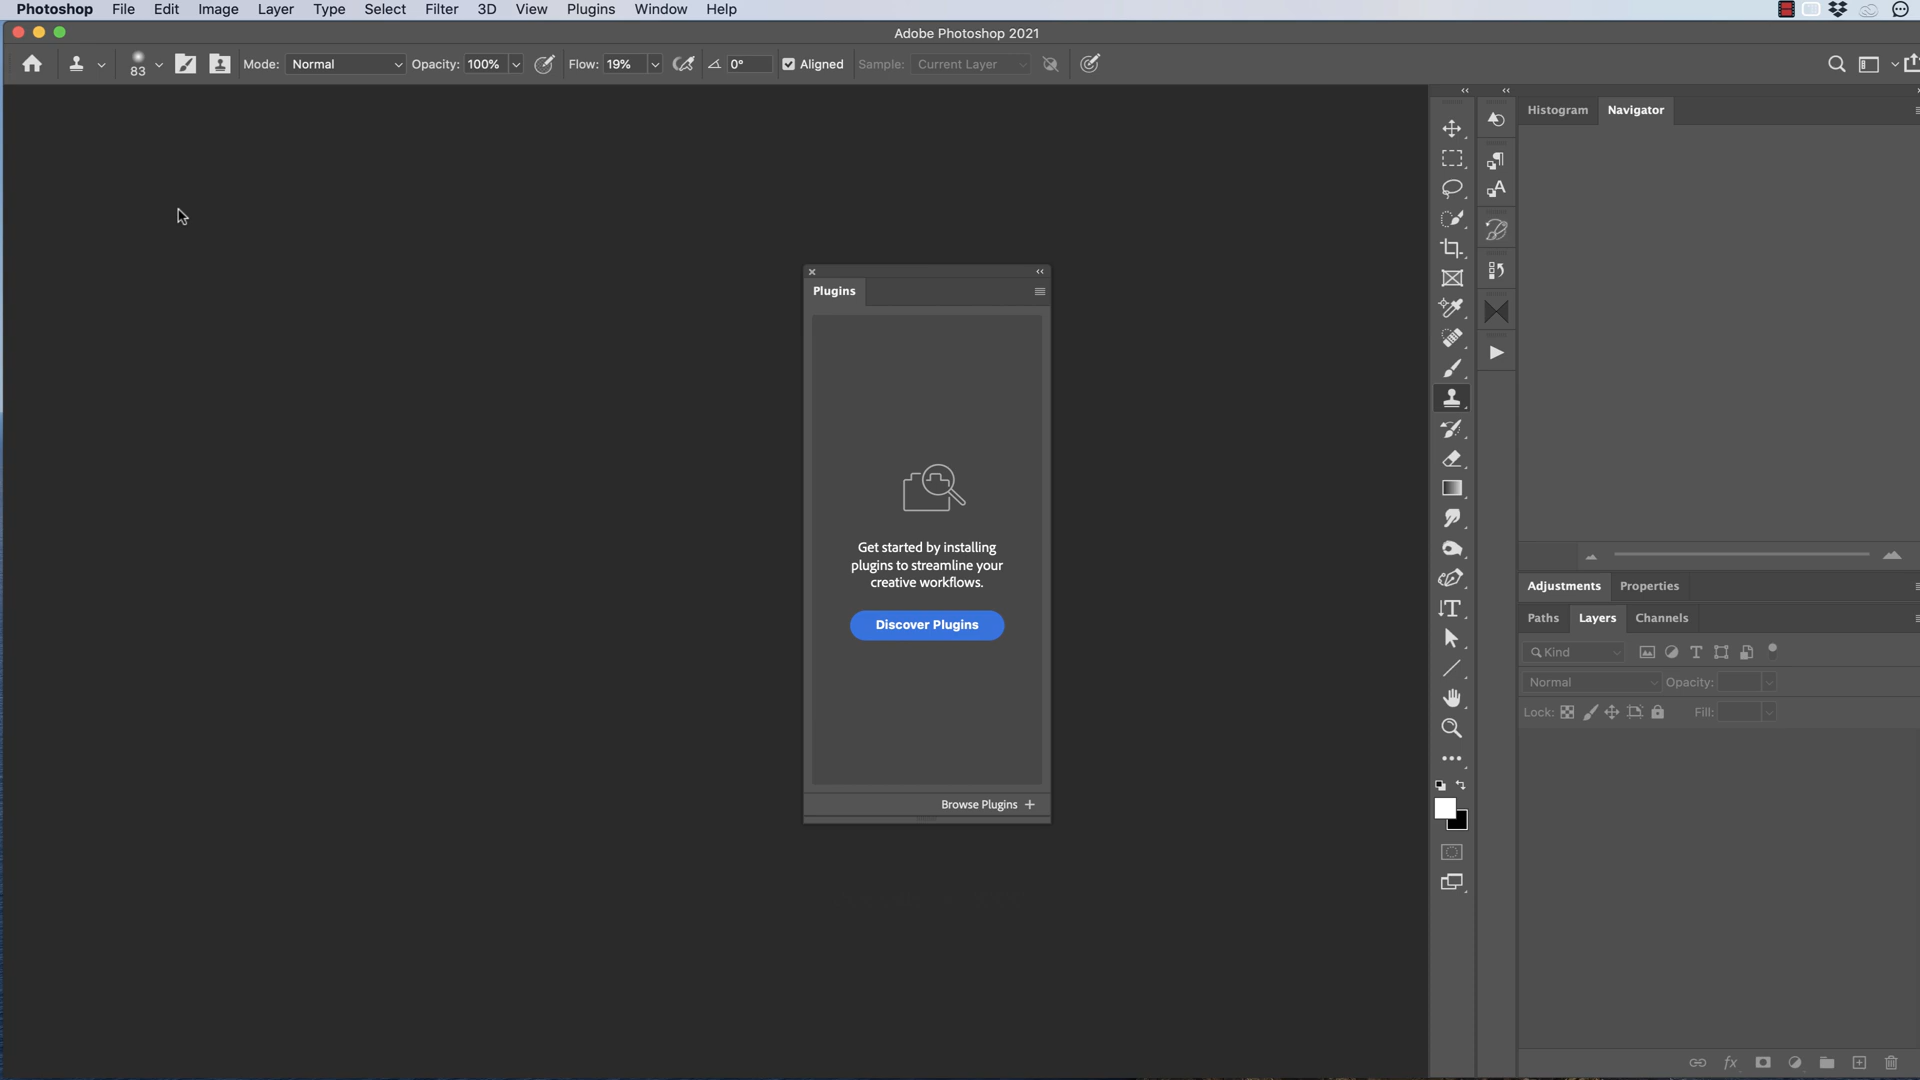 Photoshop File Edit Image Layer Type Select Filter 3D View Plugins Window Help
Adobe Photoshop 2021
83 Mode: Normal Opacity: 100% Flow: 19% 0° Aligned Sample: Current Layer
Histogram Navigator
Plugins
Get started by installing
plugins to streamline your
creative workflows.
Discover Plugins
Browse Plugins +
Adjustments Properties
Paths Layers Channels
Kind
Normal Opacity:
Lock: Fill:
fx